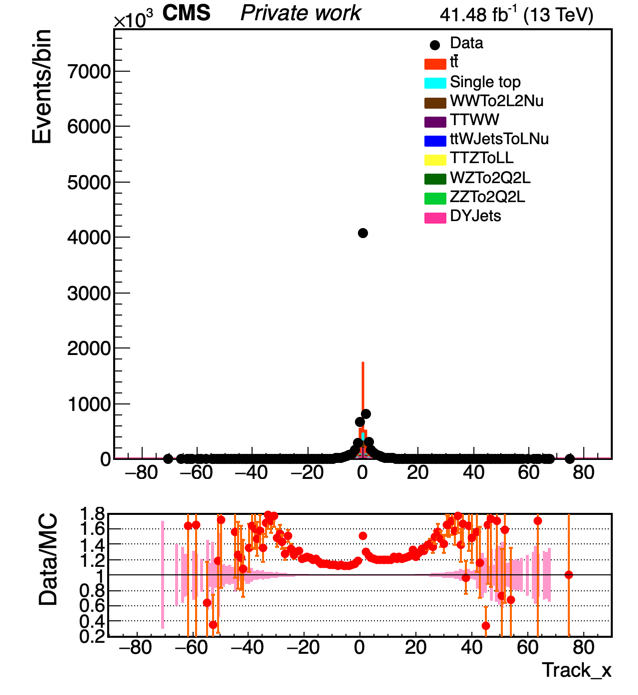 ×10³ CMS Private work 41.48 fb⁻¹ (13 TeV)
Events/bin
7000
6000
5000
4000
3000
2000
1000
0
Data
tt̄
Single top
WWTo2L2Nu
TTWW
ttWJetsToLNu
TTZToLL
WZTo2Q2L
ZZTo2Q2L
DYJets
−80 −60 −40 −20 0 20 40 60 80
Data/MC
1.8
1.6
1.4
1.2
1
0.8
0.6
0.4
0.2
−80 −60 −40 −20 0 20 40 60 80
Track_x